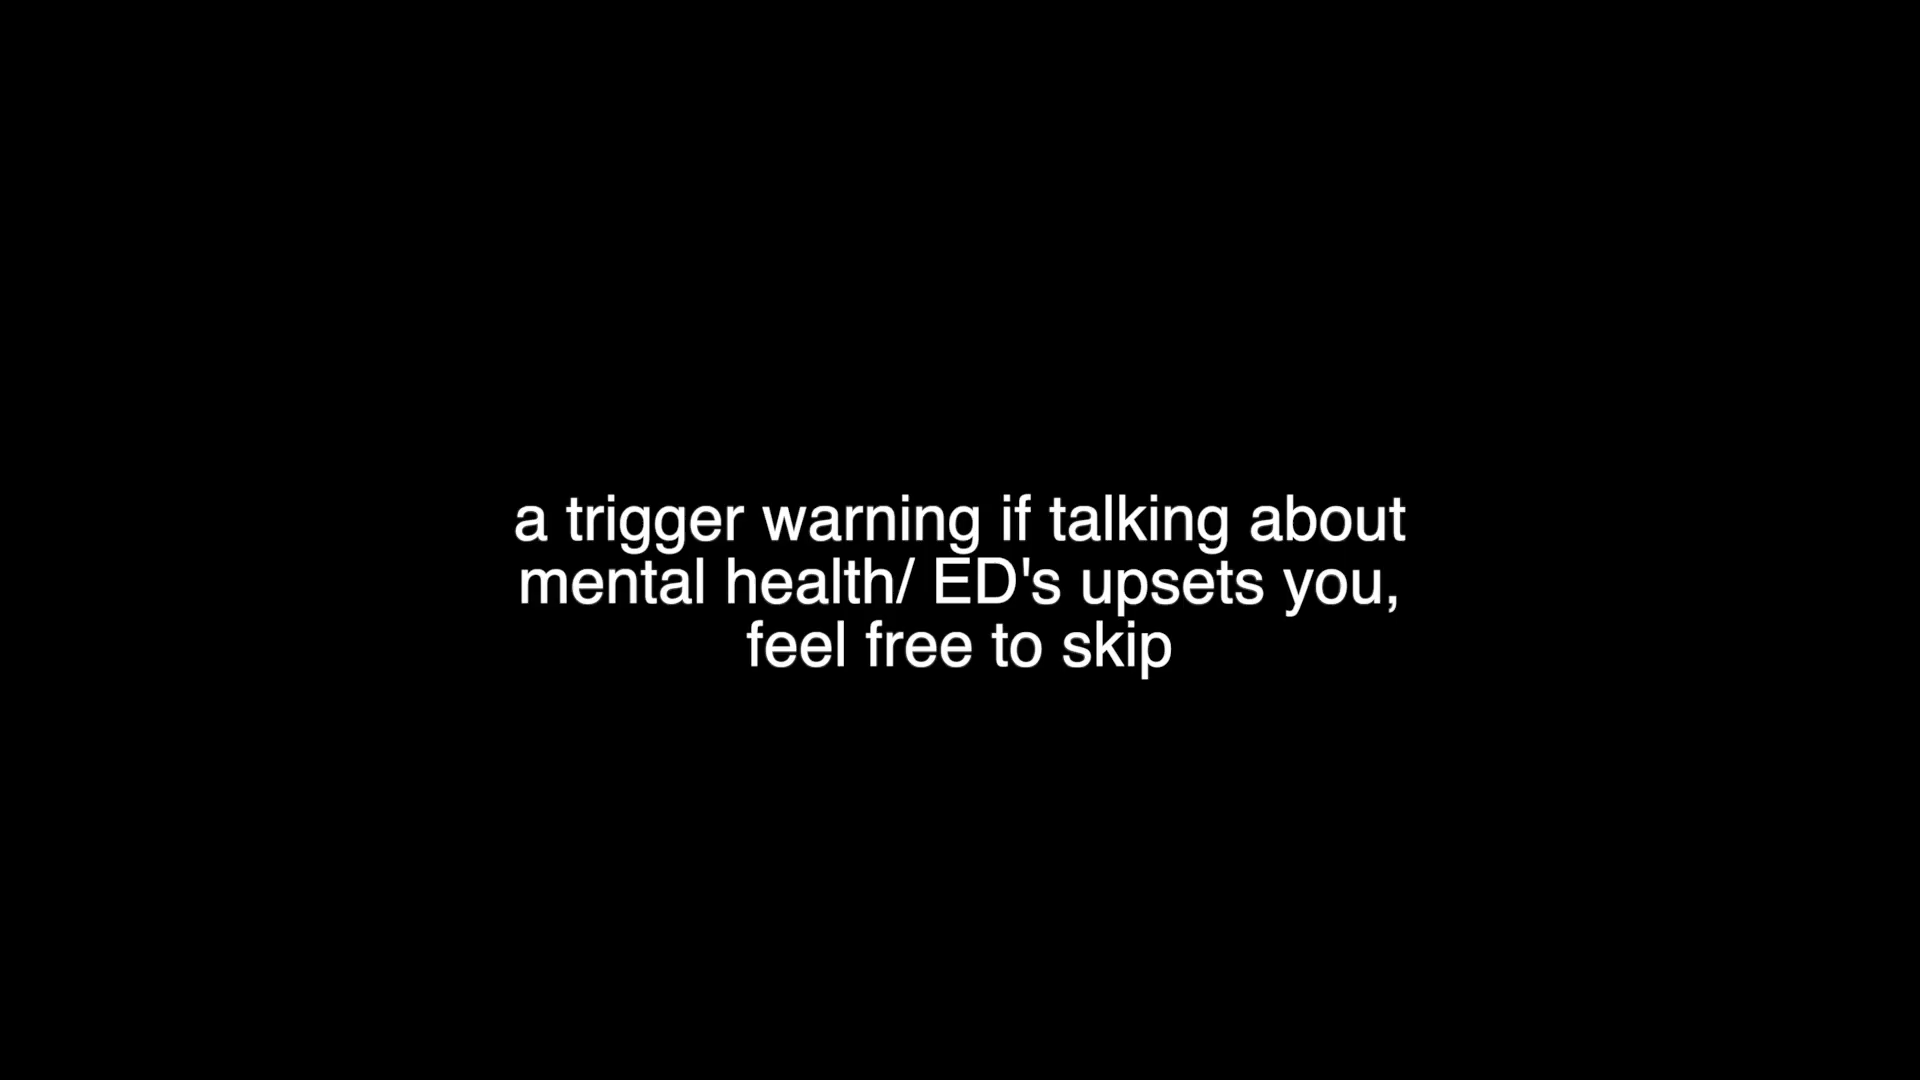 a trigger warning if talking about
mental health/ ED's upsets you,
feel free to skip